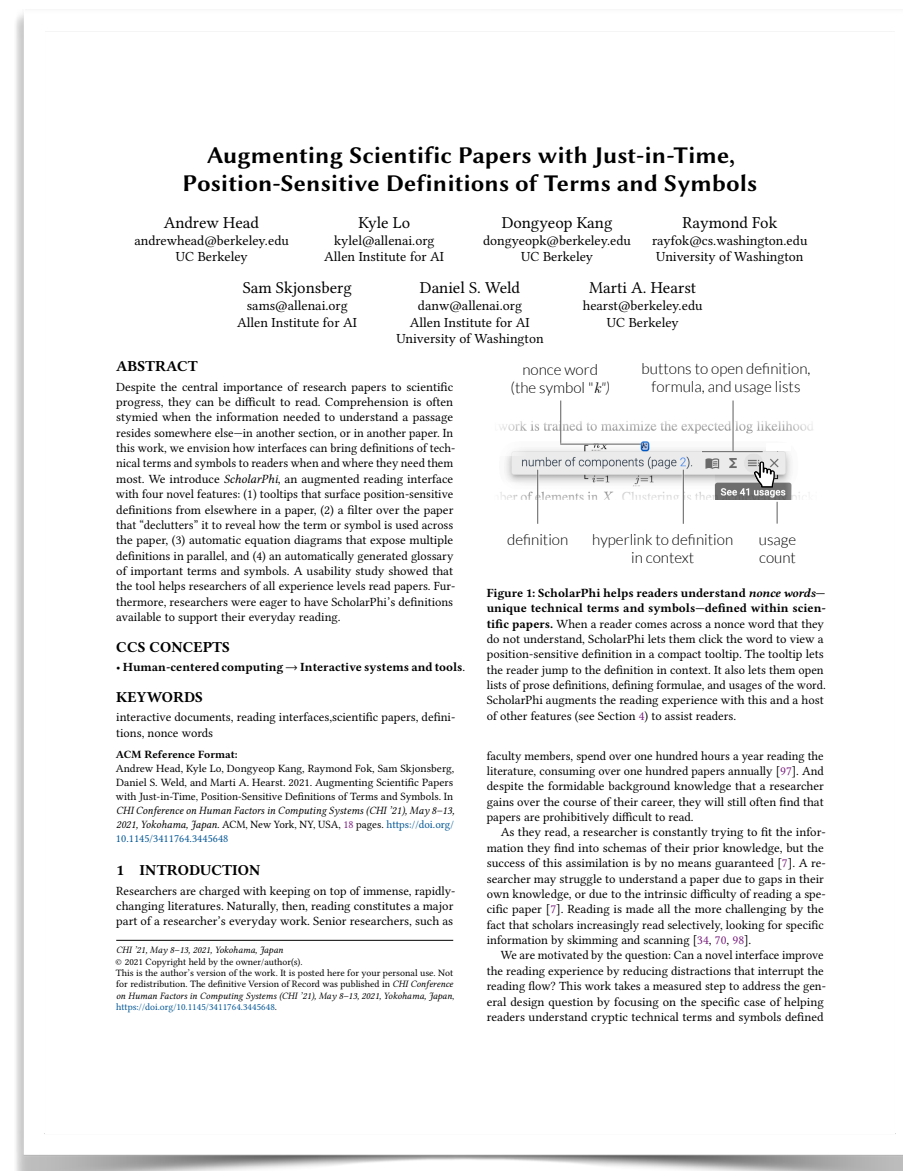 Augmenting Scientific Papers with Just-in-Time,
Position-Sensitive Definitions of Terms and Symbols
Andrew Head
andrewhead@berkeley.edu
UC Berkeley
Kyle Lo
kylel@allenai.org
Allen Institute for AI
Dongyeop Kang
dongyeopk@berkeley.edu
UC Berkeley
Raymond Fok
rayfok@cs.washington.edu
University of Washington
Sam Skjonsberg
sams@allenai.org
Allen Institute for AI
Daniel S. Weld
danw@allenai.org
Allen Institute for AI
University of Washington
Marti A. Hearst
hearst@berkeley.edu
UC Berkeley
ABSTRACT
Despite the central importance of research papers to scientific
progress, they can be difficult to read. Comprehension is often
stymied when the information needed to understand a passage
resides somewhere else—in another section, or in another paper. In
this work, we envision how interfaces can bring definitions of tech-
nical terms and symbols to readers when and where they need them
most. We introduce ScholarPhi, an augmented reading interface
with four novel features: (1) tooltips that surface position-sensitive
definitions from elsewhere in a paper, (2) a filter over the paper
that “declutters” it to reveal how the term or symbol is used across
the paper, (3) automatic equation diagrams that expose multiple
definitions in parallel, and (4) an automatically generated glossary
of important terms and symbols. A usability study showed that
the tool helps researchers of all experience levels read papers. Fur-
thermore, researchers were eager to have ScholarPhi’s definitions
available to support their everyday reading.
CCS CONCEPTS
• Human-centered computing → Interactive systems and tools.
KEYWORDS
interactive documents, reading interfaces,scientific papers, defini-
tions, nonce words
ACM Reference Format:
Andrew Head, Kyle Lo, Dongyeop Kang, Raymond Fok, Sam Skjonsberg,
Daniel S. Weld, and Marti A. Hearst. 2021. Augmenting Scientific Papers
with Just-in-Time, Position-Sensitive Definitions of Terms and Symbols. In
CHI Conference on Human Factors in Computing Systems (CHI ’21), May 8–13,
2021, Yokohama, Japan. ACM, New York, NY, USA, 18 pages. https://doi.org/
10.1145/3411764.3445648
1 INTRODUCTION
Researchers are charged with keeping on top of immense, rapidly-
changing literatures. Naturally, then, reading constitutes a major
part of a researcher’s everyday work. Senior researchers, such as
CHI ’21, May 8–13, 2021, Yokohama, Japan
© 2021 Copyright held by the owner/author(s).
This is the author’s version of the work. It is posted here for your personal use. Not
for redistribution. The definitive Version of Record was published in CHI Conference
on Human Factors in Computing Systems (CHI ’21), May 8–13, 2021, Yokohama, Japan,
https://doi.org/10.1145/3411764.3445648.
nonce word
(the symbol "k")
buttons to open definition,
formula, and usage lists
work is trained to maximize the expected log likelihood
number of components (page 2).
i=1 j=1
See 41 usages
of elements in X. Clustering is
definition
hyperlink to definition
in context
usage
count
Figure 1: ScholarPhi helps readers understand nonce words—
unique technical terms and symbols—defined within scien-
tific papers. When a reader comes across a nonce word that they
do not understand, ScholarPhi lets them click the word to view a
position-sensitive definition in a compact tooltip. The tooltip lets
the reader jump to the definition in context. It also lets them open
lists of prose definitions, defining formulae, and usages of the word.
ScholarPhi augments the reading experience with this and a host
of other features (see Section 4) to assist readers.
faculty members, spend over one hundred hours a year reading the
literature, consuming over one hundred papers annually [97]. And
despite the formidable background knowledge that a researcher
gains over the course of their career, they will still often find that
papers are prohibitively difficult to read.
As they read, a researcher is constantly trying to fit the infor-
mation they find into schemas of their prior knowledge, but the
success of this assimilation is by no means guaranteed [7]. A re-
searcher may struggle to understand a paper due to gaps in their
own knowledge, or due to the intrinsic difficulty of reading a spe-
cific paper [7]. Reading is made all the more challenging by the
fact that scholars increasingly read selectively, looking for specific
information by skimming and scanning [34, 70, 98].
We are motivated by the question: Can a novel interface improve
the reading experience by reducing distractions that interrupt the
reading flow? This work takes a measured step to address the gen-
eral design question by focusing on the specific case of helping
readers understand cryptic technical terms and symbols defined